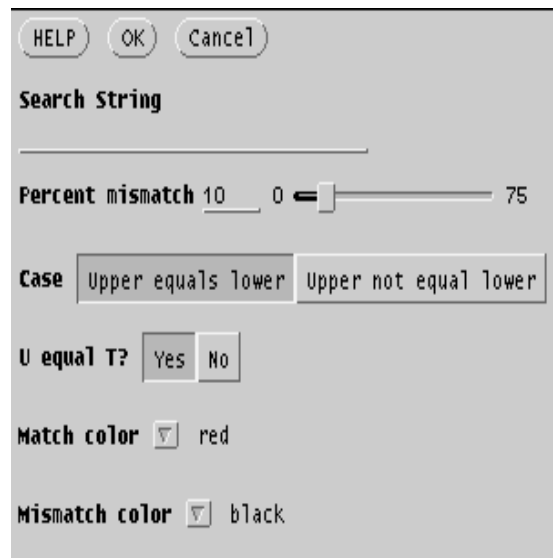 HELP OK Cancel
Search String
Percent mismatch 10 0 75
Case Upper equals lower Upper not equal lower
U equal T? Yes No
Match color red
Mismatch color black